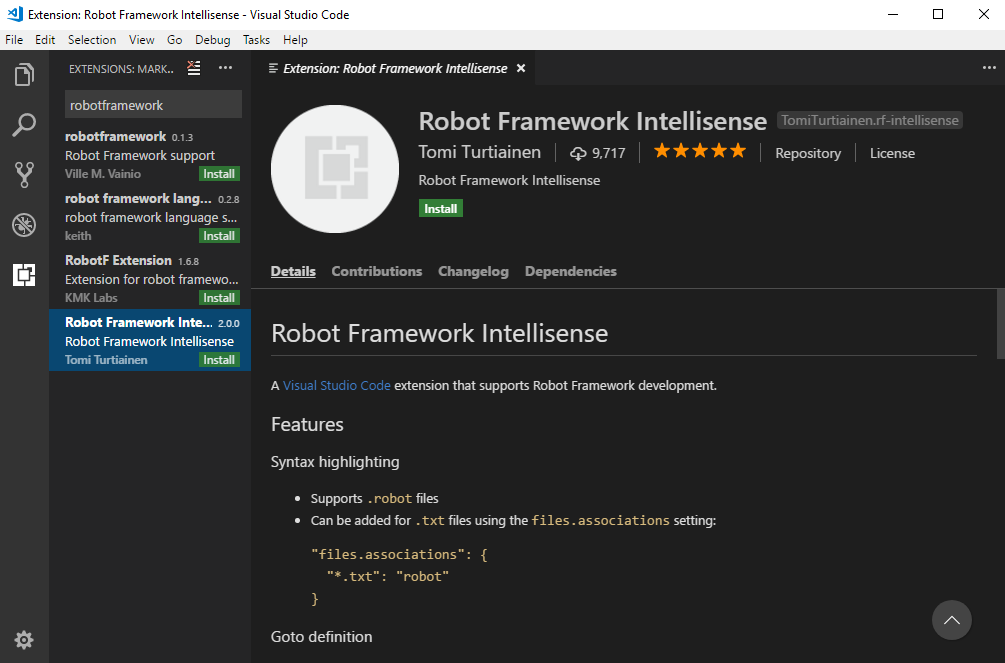 Extension: Robot Framework Intellisense - Visual Studio Code
File Edit Selection View Go Debug Tasks Help
EXTENSIONS: MARK...
robotframework
robotframework 0.1.3
Robot Framework support
Ville M. Vainio Install
robot framework lang... 0.2.8
robot framework language s...
keith Install
RobotF Extension 1.6.8
Extension for robot framewo...
KMK Labs Install
Robot Framework Inte... 2.0.0
Robot Framework Intellisense
Tomi Turtiainen Install
Extension: Robot Framework Intellisense
Robot Framework Intellisense TomiTurtiainen.rf-intellisense
Tomi Turtiainen 9,717 Repository License
Robot Framework Intellisense
Install
Details Contributions Changelog Dependencies
Robot Framework Intellisense
A Visual Studio Code extension that supports Robot Framework development.
Features
Syntax highlighting
• Supports .robot files
• Can be added for .txt files using the files.associations setting:
"files.associations": {
"*.txt": "robot"
}
Goto definition